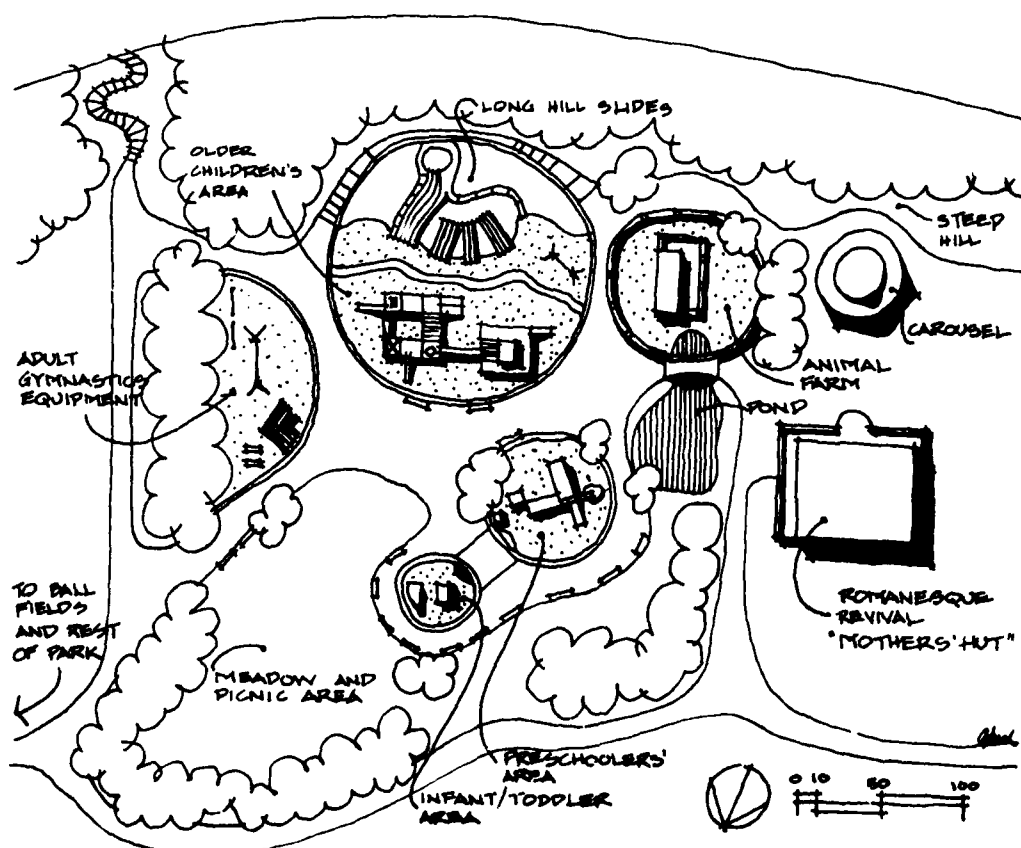 LONG HILL SLIDES
OLDER
CHILDREN'S
AREA
STEEP
HILL
CAROUSEL
ADULT
GYMNASTICS
EQUIPMENT
ANIMAL
FARM
POND
TO BALL
FIELDS
AND REST
OF PARK
ROMANESQUE
REVIVAL
"MOTHERS' HUT"
MEADOW AND
PICNIC AREA
PRESCHOOLERS'
AREA
INFANT/TODDLER
AREA
0 10 50 100